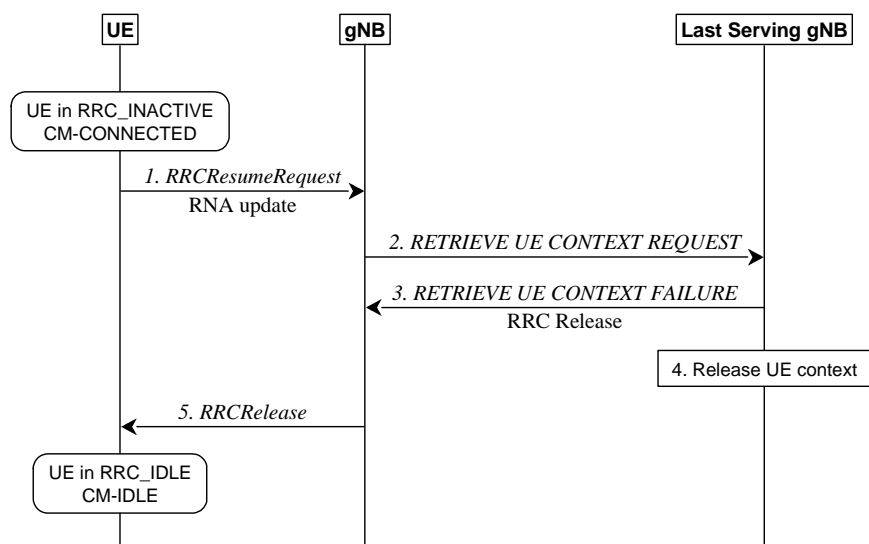 UE
gNB
Last Serving gNB
UE in RRC_INACTIVE
CM-CONNECTED
1. RRCResumeRequest
RNA update
2. RETRIEVE UE CONTEXT REQUEST
3. RETRIEVE UE CONTEXT FAILURE
RRC Release
4. Release UE context
5. RRCRelease
UE in RRC_IDLE
CM-IDLE